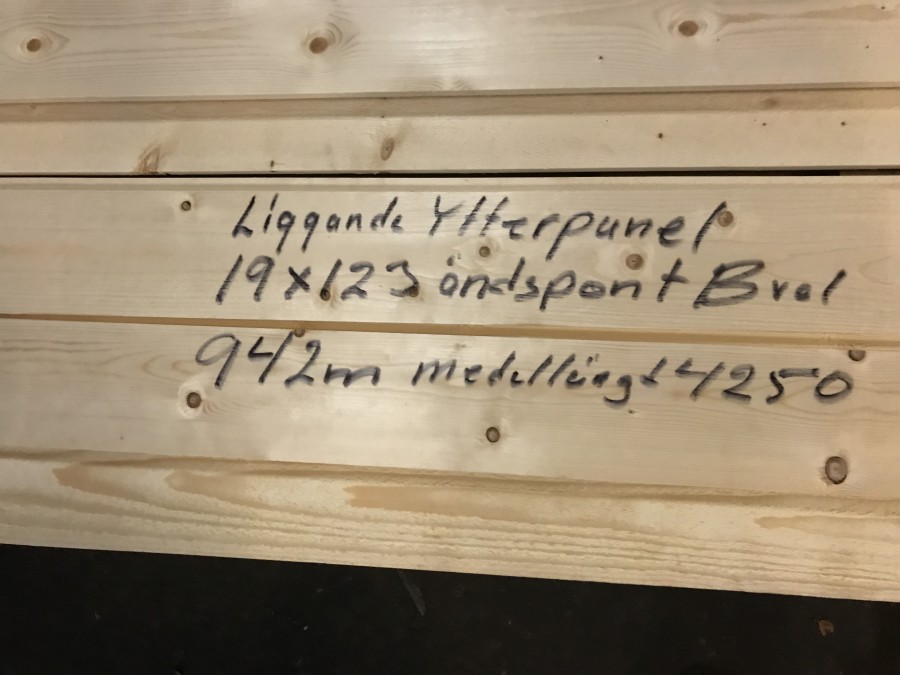 Liggande Ytterpanel
19x123 ändspont Bval
942m medellängd 4250